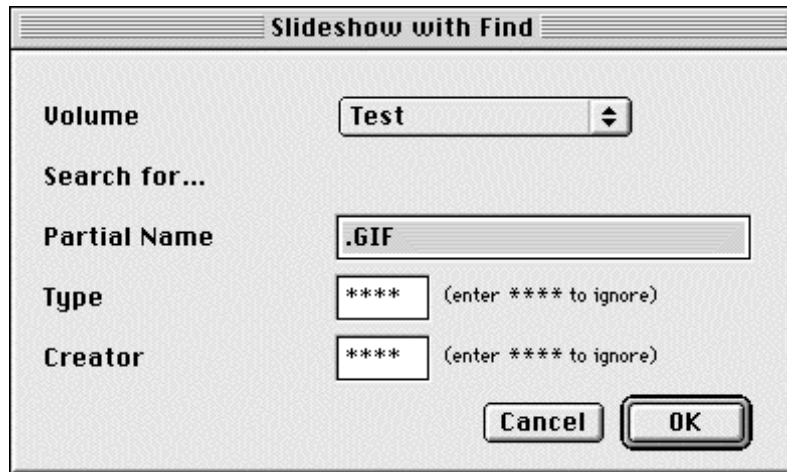 Slideshow with Find
Volume Test
Search for...
Partial Name .GIF
Type **** (enter **** to ignore)
Creator **** (enter **** to ignore)
Cancel OK